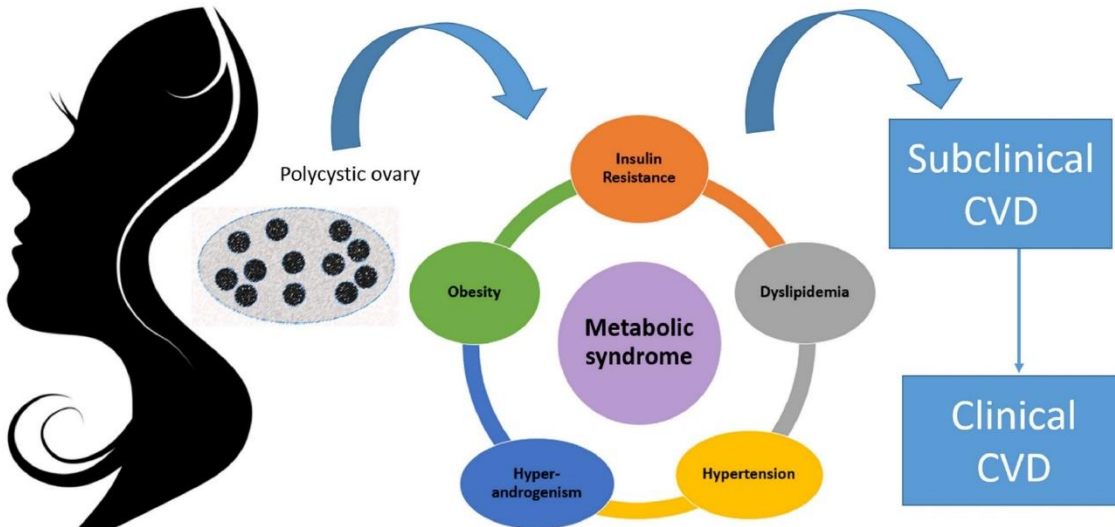 Polycystic ovary
Insulin
Resistance
Obesity
Dyslipidemia
Metabolic
syndrome
Hyper-
androgenism
Hypertension
Subclinical
CVD
Clinical
CVD